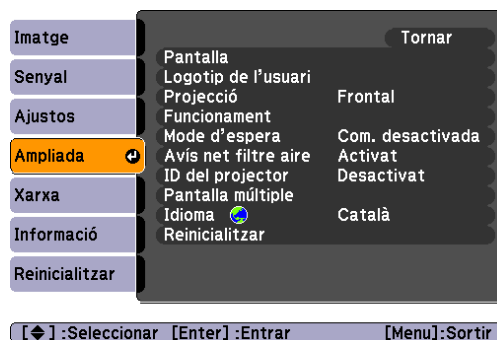 Imatge
Senyal
Ajustos
Ampliada
Xarxa
Informació
Reinicialitzar
Tornar
Pantalla
Logotip de l'usuari
Projecció Frontal
Funcionament
Mode d'espera Com. desactivada
Avís net filtre aire Activat
ID del projector Desactivat
Pantalla múltiple
Idioma Català
Reinicialitzar
[◆] :Seleccionar [Enter] :Entrar [Menu]:Sortir